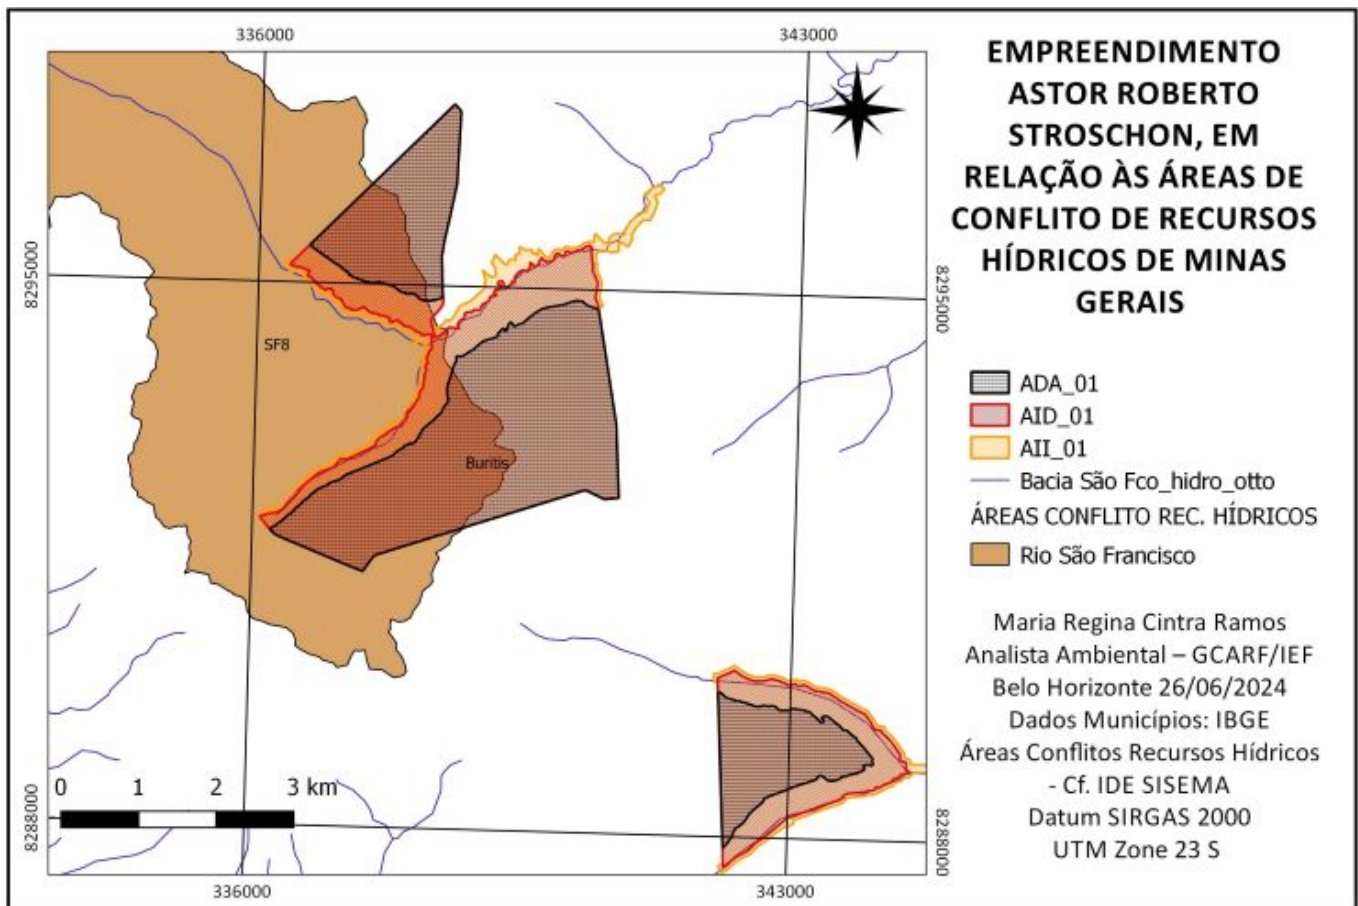 336000
343000
EMPREENDIMENTO
ASTOR ROBERTO
STROSCHON, EM
RELAÇÃO ÀS ÁREAS DE
CONFLITO DE RECURSOS
HÍDRICOS DE MINAS
GERAIS
8295000
8295000
SF8
Buritis
ADA_01
AID_01
AII_01
Bacia São Fco_hidro_otto
ÁREAS CONFLITO REC. HÍDRICOS
Rio São Francisco
Maria Regina Cintra Ramos
Analista Ambiental – GCARF/IEF
Belo Horizonte 26/06/2024
Dados Municípios: IBGE
Áreas Conflitos Recursos Hídricos
- Cf. IDE SISEMA
Datum SIRGAS 2000
UTM Zone 23 S
0 1 2 3 km
8288000
8288000
336000
343000